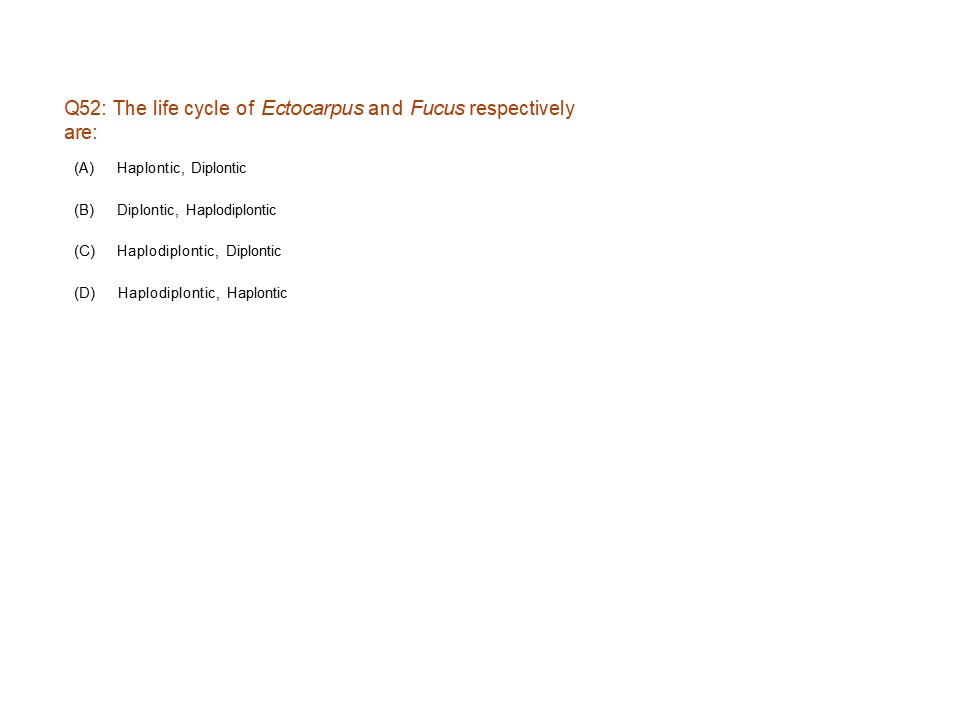 Q52: The life cycle of Ectocarpus and Fucus respectively
are:
(A) Haplontic, Diplontic
(B) Diplontic, Haplodiplontic
(C) Haplodiplontic, Diplontic
(D) Haplodiplontic, Haplontic